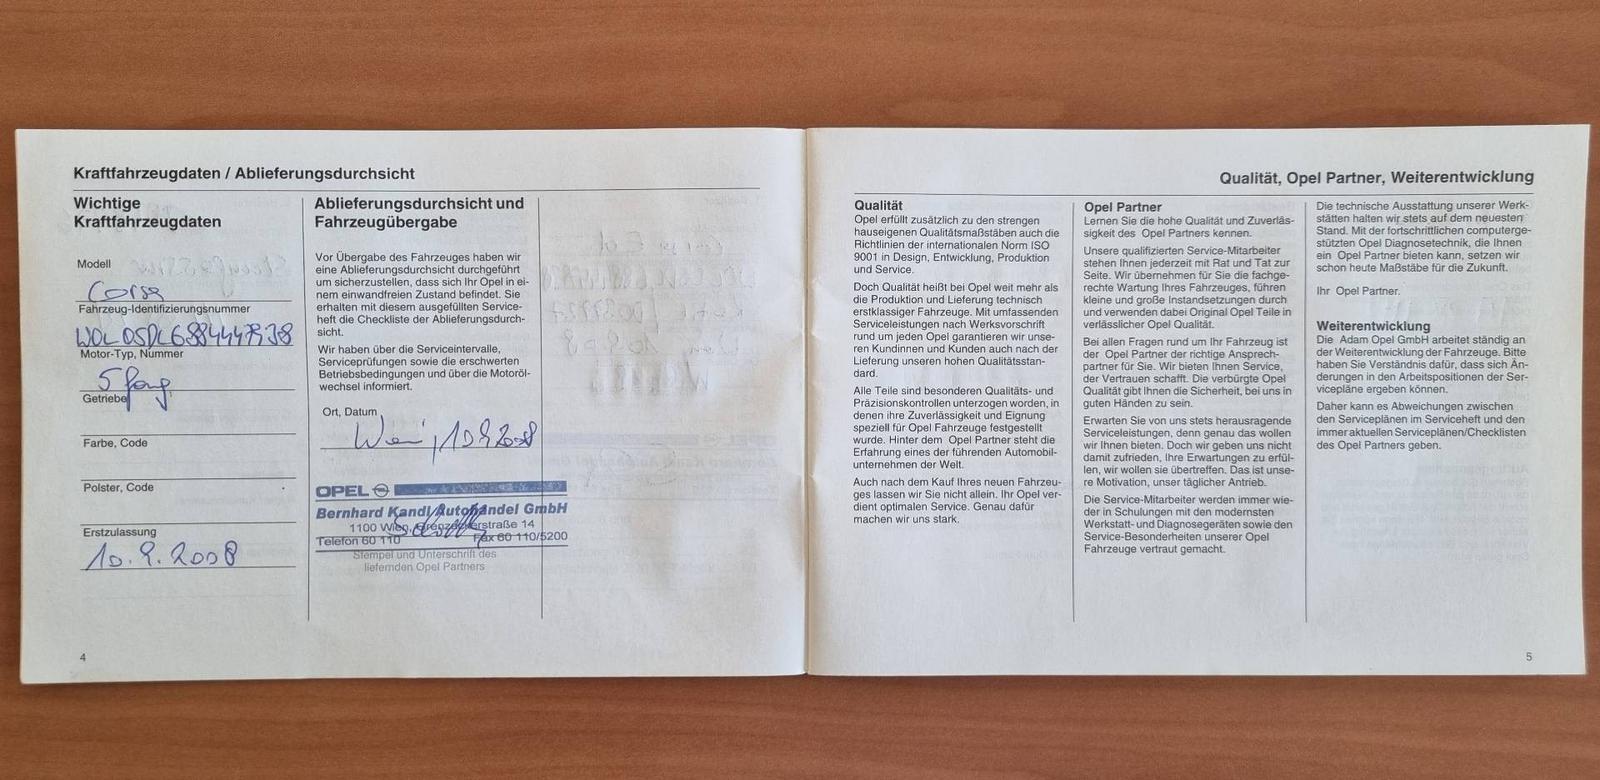 Kraftfahrzeugdaten / Ablieferungsdurchsicht
Wichtige
Kraftfahrzeugdaten
Modell
Corsa
Fahrzeug-Identifizierungsnummer
Motor-Typ, Nummer
5 gang
Getriebe
Farbe, Code
Polster, Code
Erstzulassung
10.9.2008
4
Ablieferungsdurchsicht und
Fahrzeugübergabe
Vor Übergabe des Fahrzeuges haben wir
eine Ablieferungsdurchsicht durchgeführt
um sicherzustellen, dass sich Ihr Opel in ei-
nem einwandfreien Zustand befindet. Sie
erhalten mit diesem ausgefüllten Service-
heft die Checkliste der Ablieferungsdurch-
sicht.
Wir haben über die Serviceintervalle,
Serviceprüfungen sowie die erschwerten
Betriebsbedingungen und über die Motoröl-
wechsel informiert.
Ort, Datum
Wien, 10.9.2008
OPEL
Bernhard Kandl Autohandel GmbH
1100 Wien, Grenzackerstraße 14
Telefon 60 110 Fax 60 110/5200
Stempel und Unterschrift des
liefernden Opel Partners
Qualität, Opel Partner, Weiterentwicklung
Qualität
Opel erfüllt zusätzlich zu den strengen
hauseigenen Qualitätsmaßstäben auch die
Richtlinien der internationalen Norm ISO
9001 in Design, Entwicklung, Produktion
und Service.
Doch Qualität heißt bei Opel weit mehr als
die Produktion und Lieferung technisch
erstklassiger Fahrzeuge. Mit umfassenden
Serviceleistungen nach Werksvorschrift
rund um jeden Opel garantieren wir unse-
ren Kundinnen und Kunden auch nach der
Lieferung unseren hohen Qualitätsstan-
dard.
Alle Teile sind besonderen Qualitäts- und
Präzisionskontrollen unterzogen worden, in
denen ihre Zuverlässigkeit und Eignung
speziell für Opel Fahrzeuge festgestellt
wurde. Hinter dem Opel Partner steht die
Erfahrung eines der führenden Automobil-
unternehmen der Welt.
Auch nach dem Kauf Ihres neuen Fahrzeu-
ges lassen wir Sie nicht allein. Ihr Opel ver-
dient optimalen Service. Genau dafür
machen wir uns stark.
Opel Partner
Lernen Sie die hohe Qualität und Zuverläs-
sigkeit des Opel Partners kennen.
Unsere qualifizierten Service-Mitarbeiter
stehen Ihnen jederzeit mit Rat und Tat zur
Seite. Wir übernehmen für Sie die fachge-
rechte Wartung Ihres Fahrzeuges, führen
kleine und große Instandsetzungen durch
und verwenden dabei Original Opel Teile in
verlässlicher Opel Qualität.
Bei allen Fragen rund um Ihr Fahrzeug ist
der Opel Partner der richtige Ansprech-
partner für Sie. Wir bieten Ihnen Service,
der Vertrauen schafft. Die verbürgte Opel
Qualität gibt Ihnen die Sicherheit, bei uns in
guten Händen zu sein.
Erwarten Sie von uns stets herausragende
Serviceleistungen, denn genau das wollen
wir Ihnen bieten. Doch wir geben uns nicht
damit zufrieden, Ihre Erwartungen zu erfül-
len, wir wollen sie übertreffen. Das ist unse-
re Motivation, unser täglicher Antrieb.
Die Service-Mitarbeiter werden immer wie-
der in Schulungen mit den modernsten
Werkstatt- und Diagnosegeräten sowie den
Service-Besonderheiten unserer Opel
Fahrzeuge vertraut gemacht.
Die technische Ausstattung unserer Werk-
stätten halten wir stets auf dem neuesten
Stand. Mit der fortschrittlichen computerge-
stützten Opel Diagnosetechnik, die Ihnen
ein Opel Partner bieten kann, setzen wir
schon heute Maßstäbe für die Zukunft.
Ihr Opel Partner.
Weiterentwicklung
Die Adam Opel GmbH arbeitet ständig an
der Weiterentwicklung der Fahrzeuge. Bitte
haben Sie Verständnis dafür, dass sich Än-
derungen in den Arbeitspositionen der Ser-
vicepläne ergeben können.
Daher kann es Abweichungen zwischen
den Serviceplänen im Serviceheft und den
immer aktuellen Serviceplänen/Checklisten
des Opel Partners geben.
5